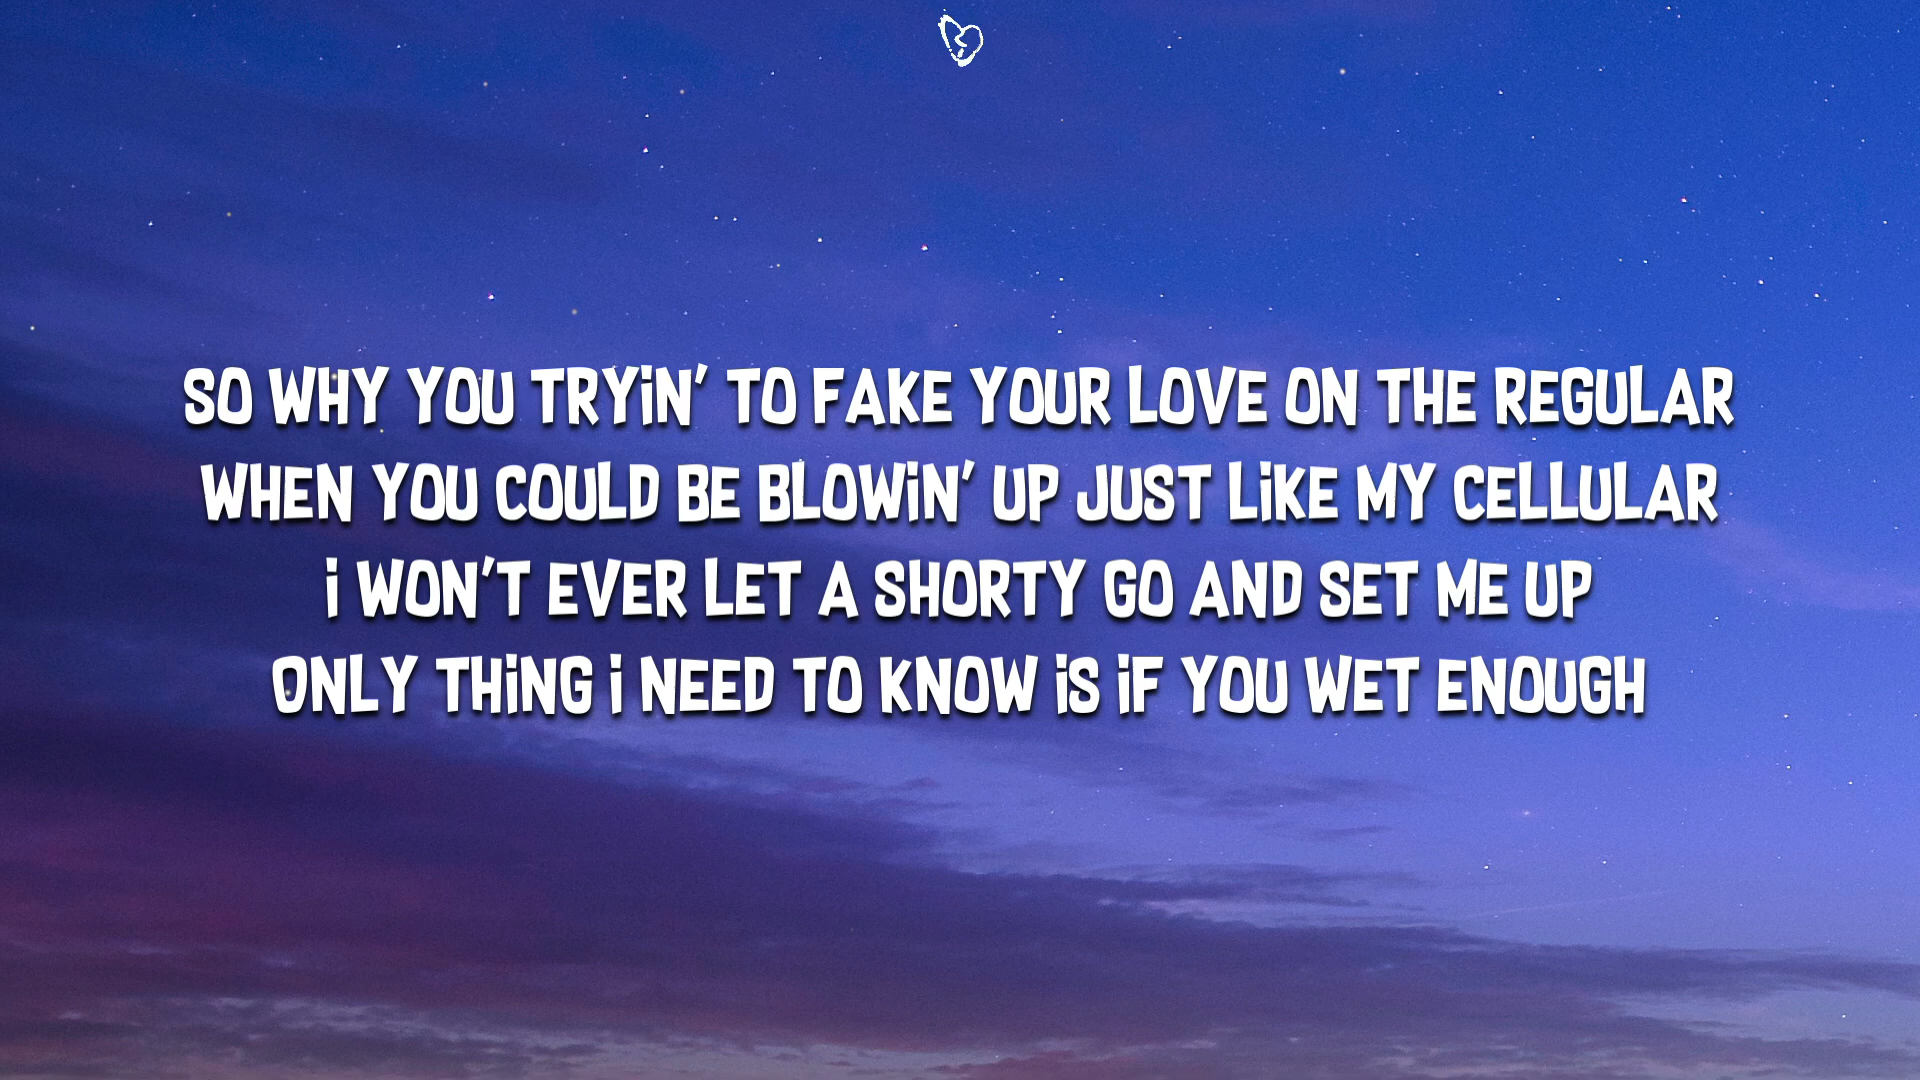 SO WHY YOU TRYiN' TO FAKE YOUR LOVE ON THE REGULAR
WHEN YOU COULD BE BLOWiN' UP JUST LiKE MY CELLULAR
i WON'T EVER LET A SHORTY GO AND SET ME UP
ONLY THiNG i NEED TO KNOW iS iF YOU WET ENOUGH